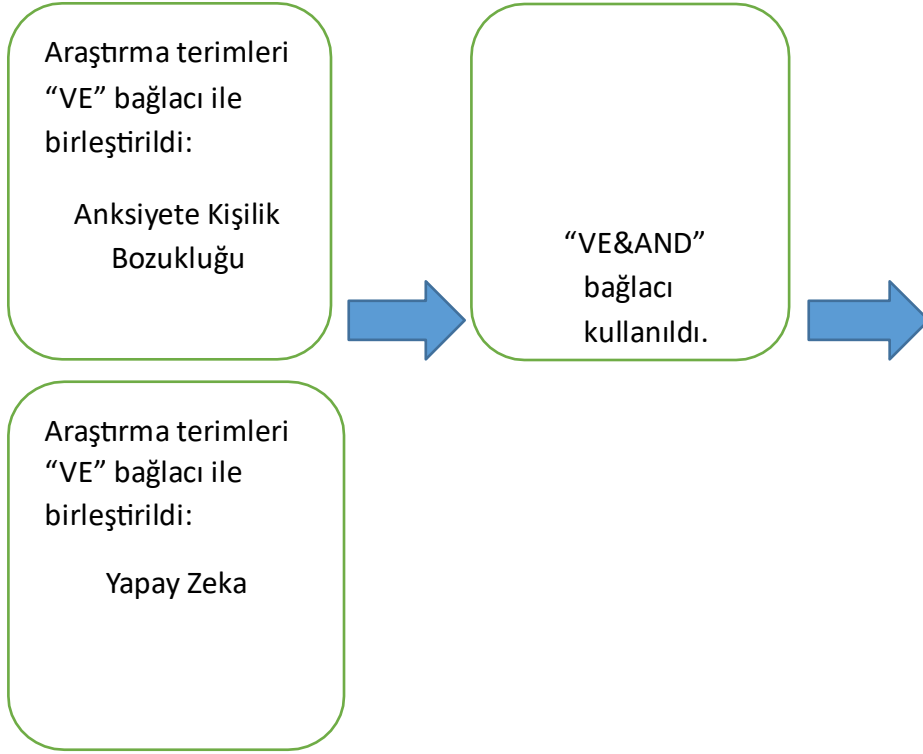 Araştırma terimleri
“VE” bağlacı ile
birleştirildi:
Anksiyete Kişilik
Bozukluğu
“VE&AND”
bağlacı
kullanıldı.
Araştırma terimleri
“VE” bağlacı ile
birleştirildi:
Yapay Zeka